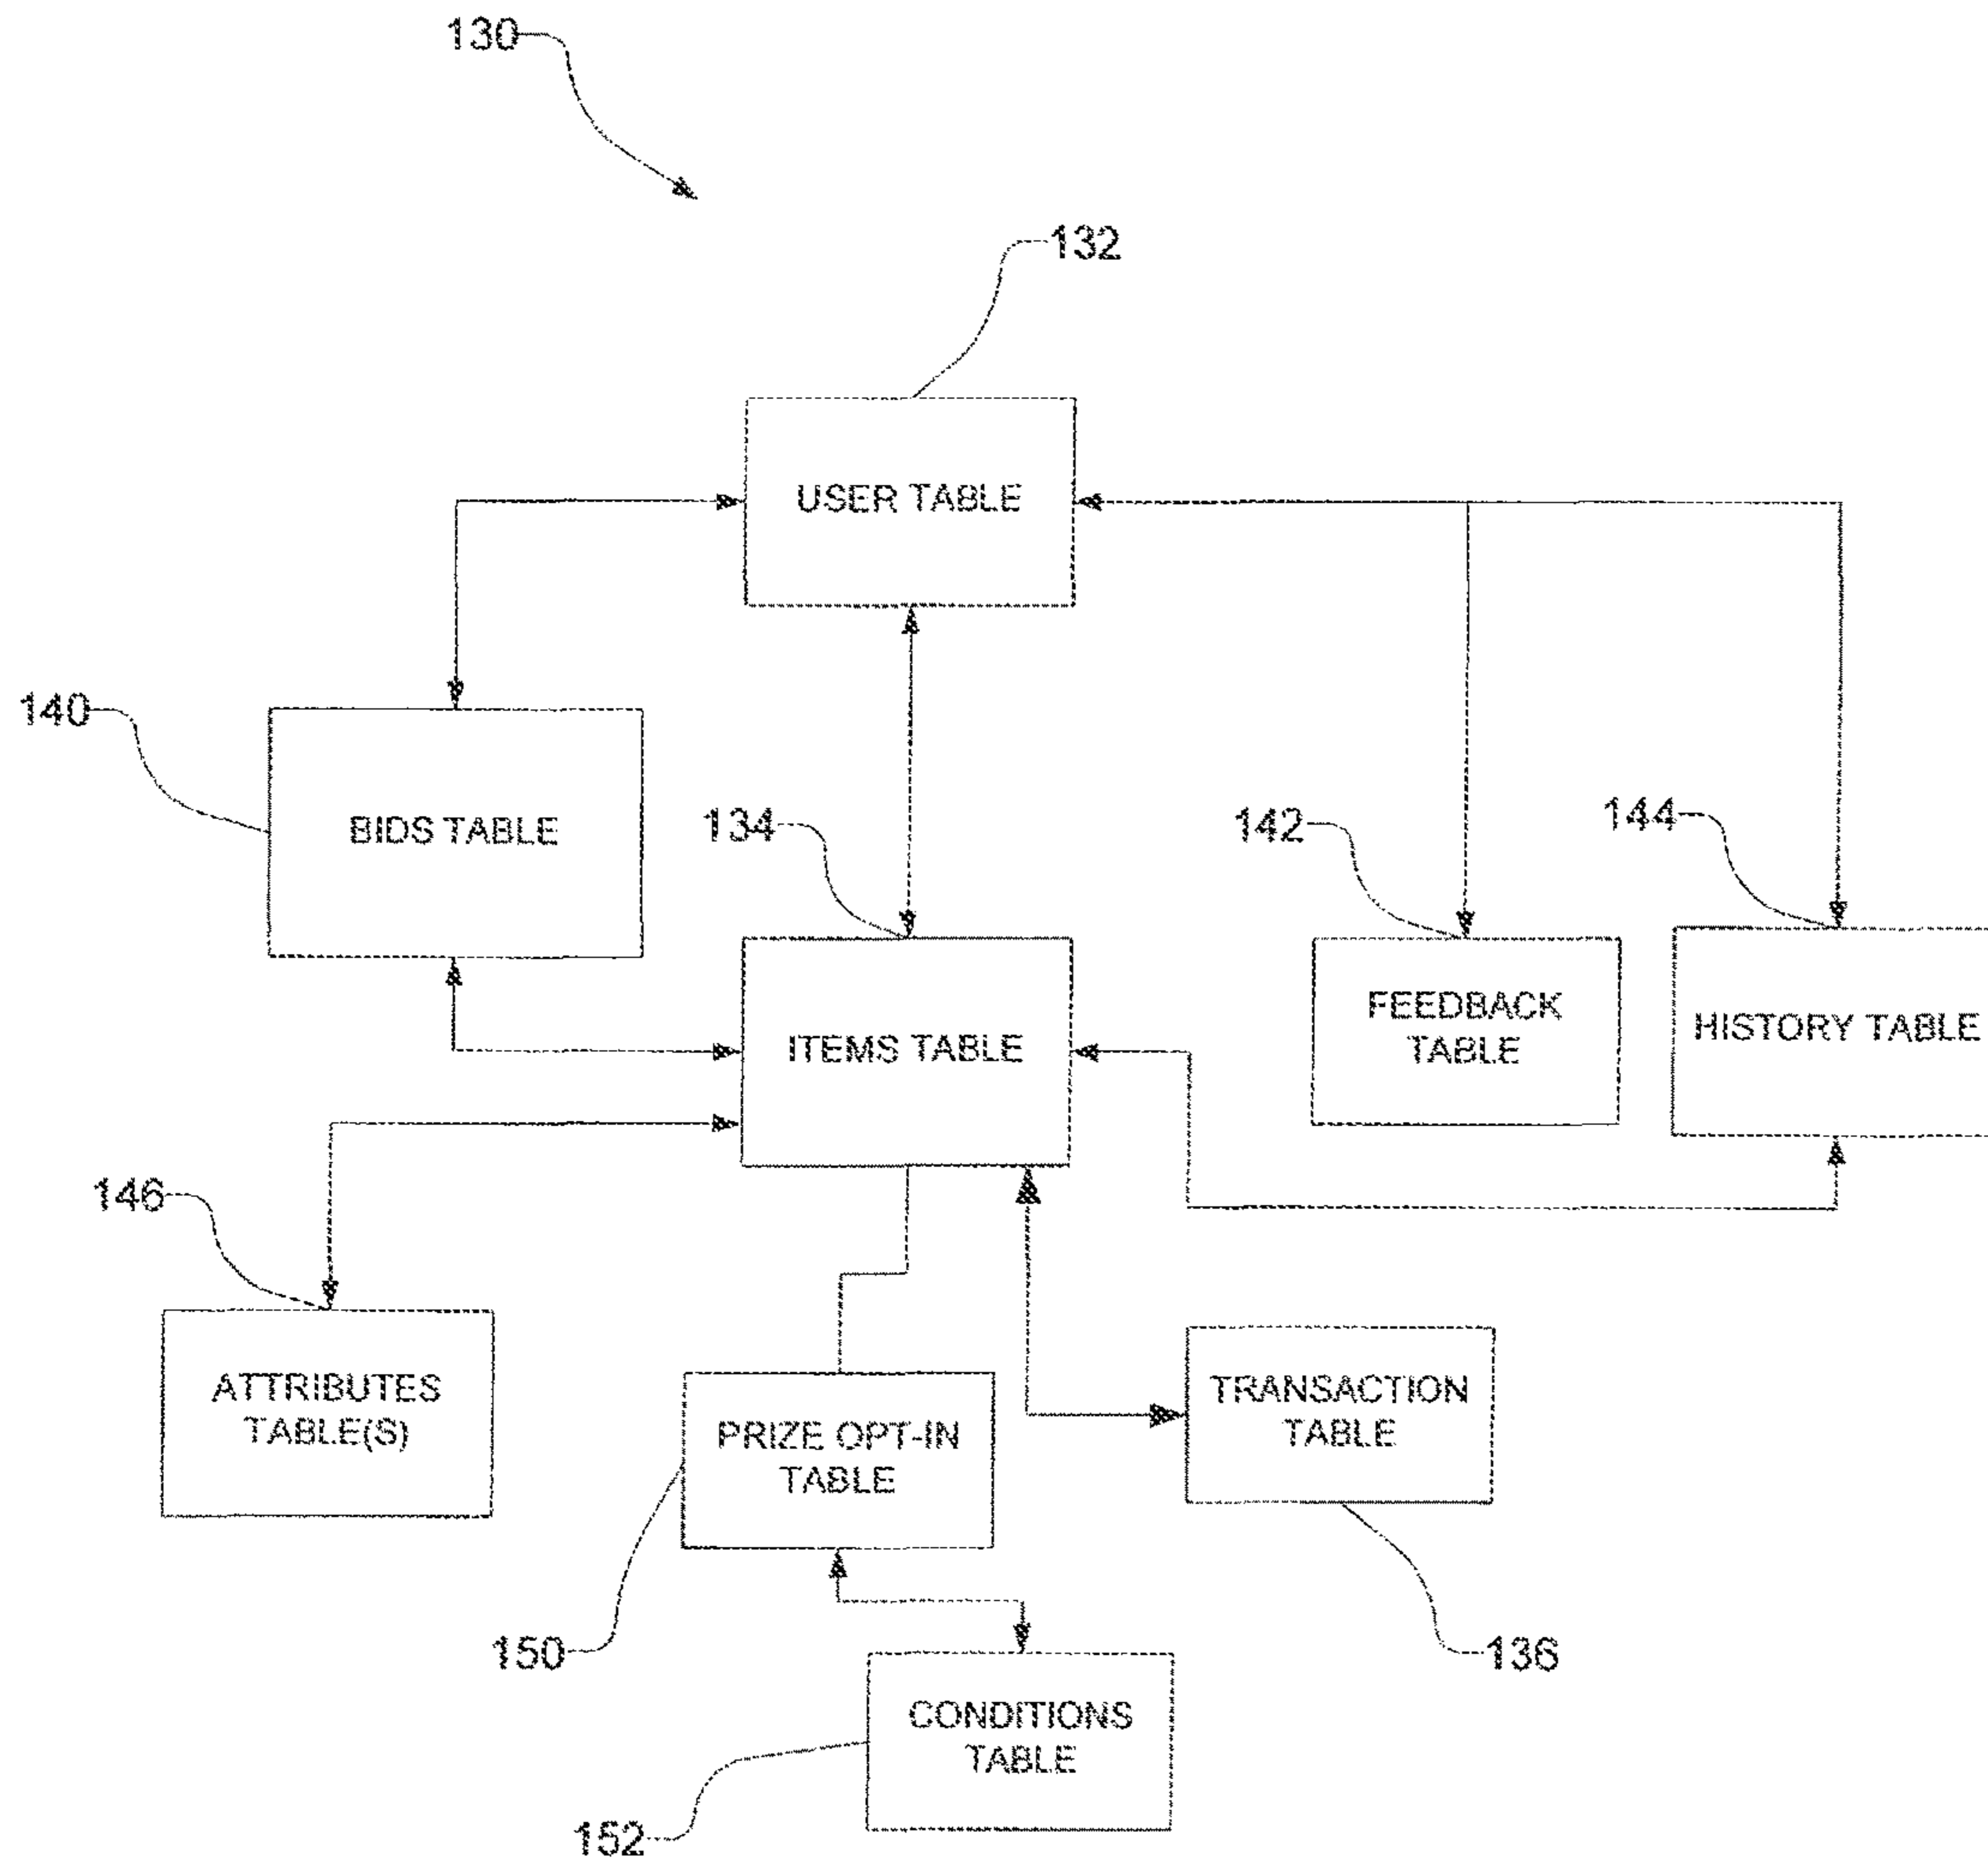 130
132
USER TABLE
140
BIDS TABLE
134
142
144
ITEMS TABLE
FEEDBACK
TABLE
HISTORY TABLE
146
ATTRIBUTES
TABLE(S)
PRIZE OPT-IN
TABLE
TRANSACTION
TABLE
150
136
CONDITIONS
TABLE
152